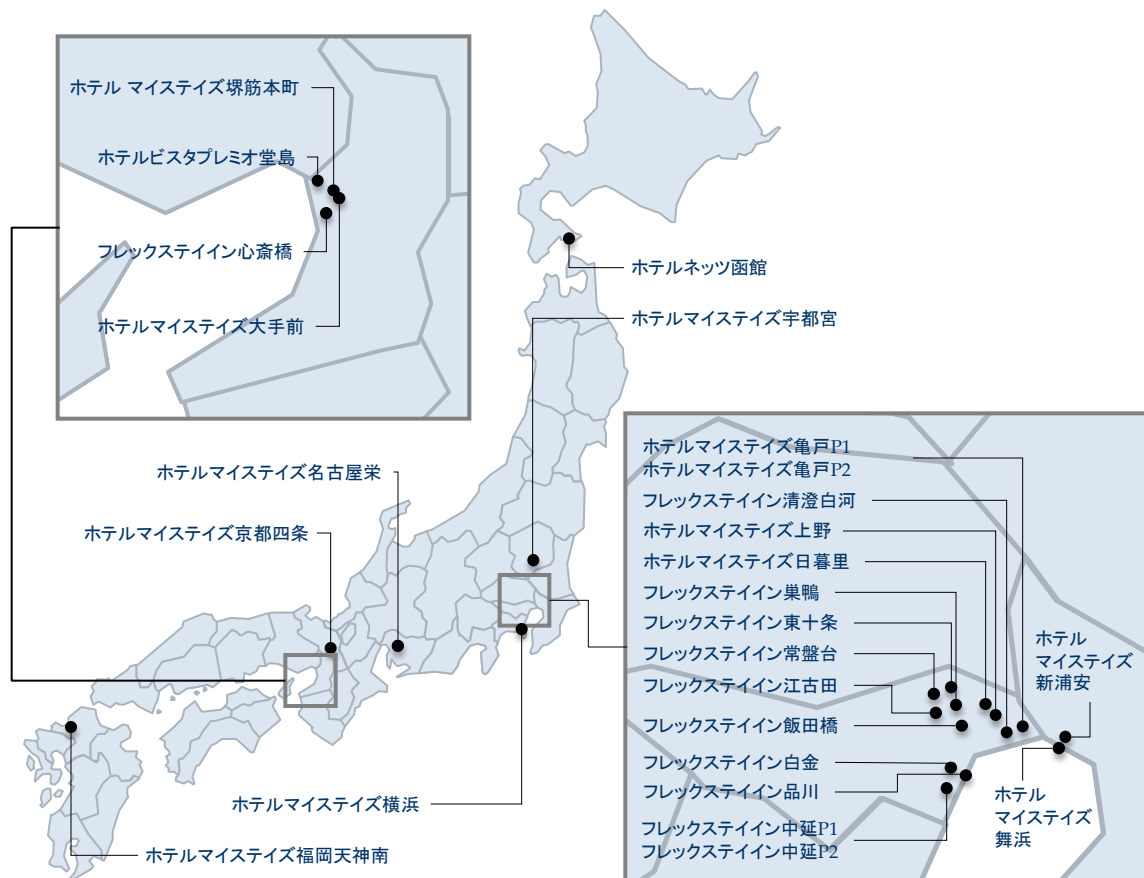 ホテル マイステイズ堺筋本町
ホテルビスタプレミオ堂島
フレックステイイン心斎橋
ホテルマイステイズ大手前
ホテルネッツ函館
ホテルマイステイズ宇都宮
ホテルマイステイズ名古屋栄
ホテルマイステイズ京都四条
ホテルマイステイズ亀戸P1
ホテルマイステイズ亀戸P2
フレックステイイン清澄白河
ホテルマイステイズ上野
ホテルマイステイズ日暮里
フレックステイイン巣鴨
フレックステイイン東十条
フレックステイイン常盤台
フレックステイイン江古田
フレックステイイン飯田橋
フレックステイイン白金
フレックステイイン品川
フレックステイイン中延P1
フレックステイイン中延P2
ホテル
マイステイズ
新浦安
ホテル
マイステイズ
舞浜
ホテルマイステイズ横浜
ホテルマイステイズ福岡天神南